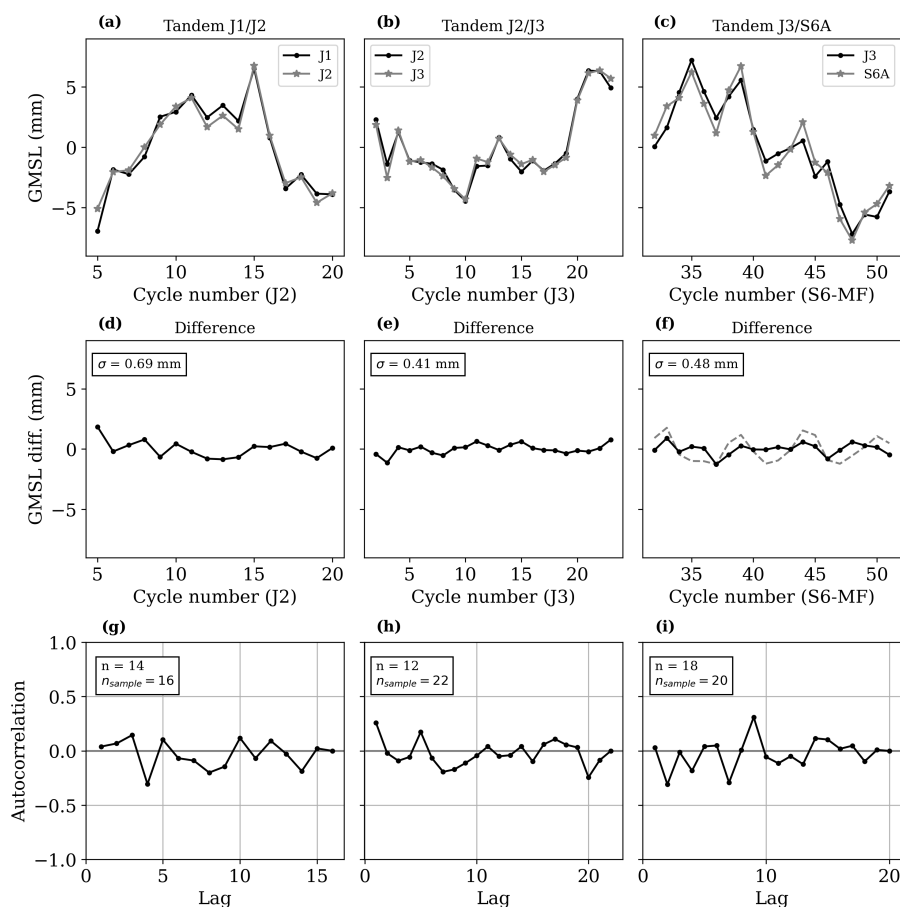 (a) Tandem J1/J2
(b) Tandem J2/J3
(c) Tandem J3/S6A
J1
J2
J2
J3
J3
S6A
GMSL (mm)
5
0
−5
5 10 15 20
5 10 15 20
35 40 45 50
Cycle number (J2)
Cycle number (J3)
Cycle number (S6-MF)
(d) Difference
(e) Difference
(f) Difference
σ = 0.69 mm
σ = 0.41 mm
σ = 0.48 mm
GMSL diff. (mm)
5
0
−5
5 10 15 20
5 10 15 20
35 40 45 50
Cycle number (J2)
Cycle number (J3)
Cycle number (S6-MF)
(g)
(h)
(i)
n = 14
n_sample = 16
n = 12
n_sample = 22
n = 18
n_sample = 20
Autocorrelation
1.0
0.5
0.0
−0.5
−1.0
0 5 10 15
0 10 20
0 10 20
Lag
Lag
Lag